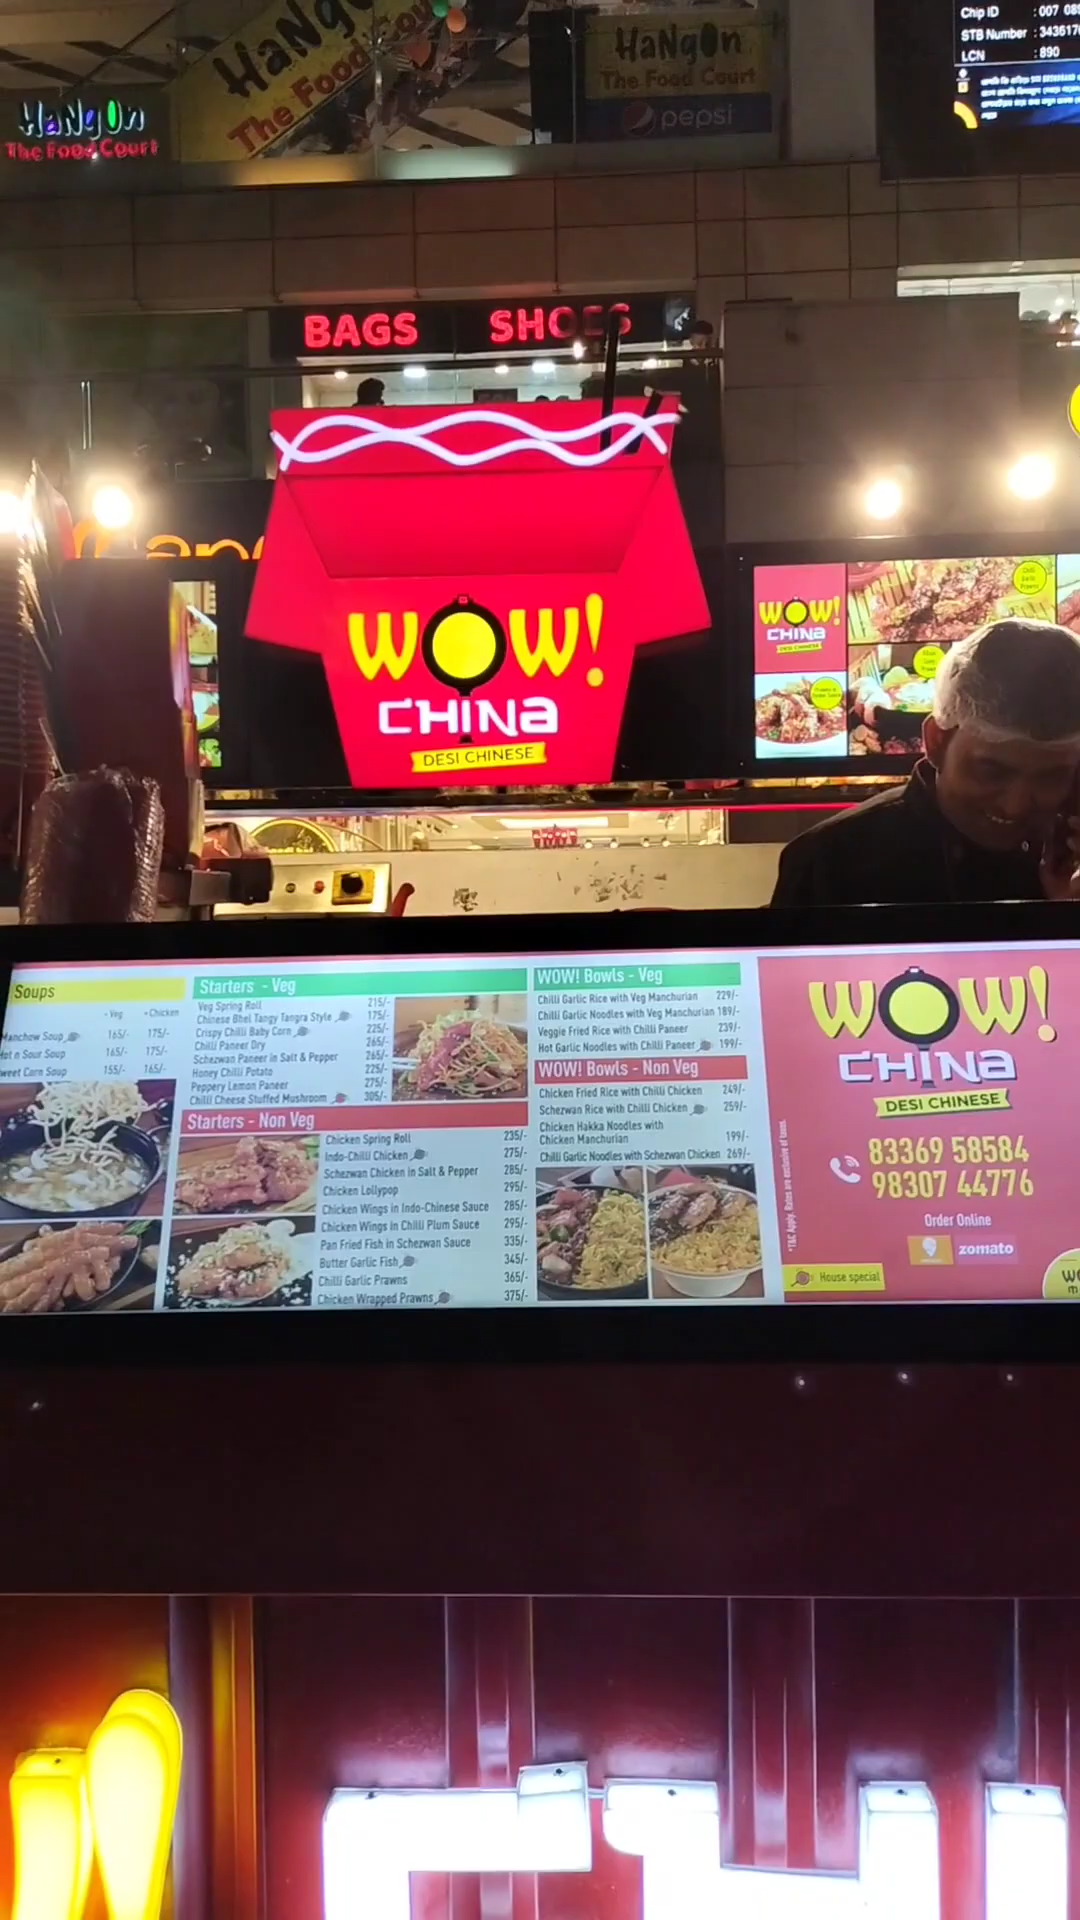 Chip ID : 007 089
STB Number : 3436170
LCN : 890
HaNgOn
The Food Court
HaNgOn
The Food Court
HaNgOn
The Food Court
pepsi
BAGS SHOES
WOW!
CHINA
DESI CHINESE
WOW!
CHINA
DESI CHINESE
Soups
- Veg - Chicken
Manchow Soup 165/- 175/-
Hot n Sour Soup 165/- 175/-
Sweet Corn Soup 155/- 165/-
Starters - Veg
Veg Spring Roll 215/-
Chinese Bhel Tangy Tangra Style 175/-
Crispy Chilli Baby Corn 225/-
Chilli Paneer Dry 265/-
Schezwan Paneer in Salt & Pepper 265/-
Honey Chilli Potato 225/-
Peppery Lemon Paneer 275/-
Chilli Cheese Stuffed Mushroom 305/-
Starters - Non Veg
Chicken Spring Roll 235/-
Indo-Chilli Chicken 275/-
Schezwan Chicken in Salt & Pepper 285/-
Chicken Lollypop 295/-
Chicken Wings in Indo-Chinese Sauce 285/-
Chicken Wings in Chilli Plum Sauce 295/-
Pan Fried Fish in Schezwan Sauce 335/-
Butter Garlic Fish 345/-
Chilli Garlic Prawns 365/-
Chicken Wrapped Prawns 375/-
WOW! Bowls - Veg
Chilli Garlic Rice with Veg Manchurian 229/-
Chilli Garlic Noodles with Veg Manchurian 189/-
Veggie Fried Rice with Chilli Paneer 239/-
Hot Garlic Noodles with Chilli Paneer 199/-
WOW! Bowls - Non Veg
Chicken Fried Rice with Chilli Chicken 249/-
Schezwan Rice with Chilli Chicken 259/-
Chicken Hakka Noodles with
Chicken Manchurian 199/-
Chilli Garlic Noodles with Schezwan Chicken 269/-
*T&C Apply. Rates are exclusive of taxes.
WOW!
CHINA
DESI CHINESE
83369 58584
98307 44776
Order Online
zomato
House special